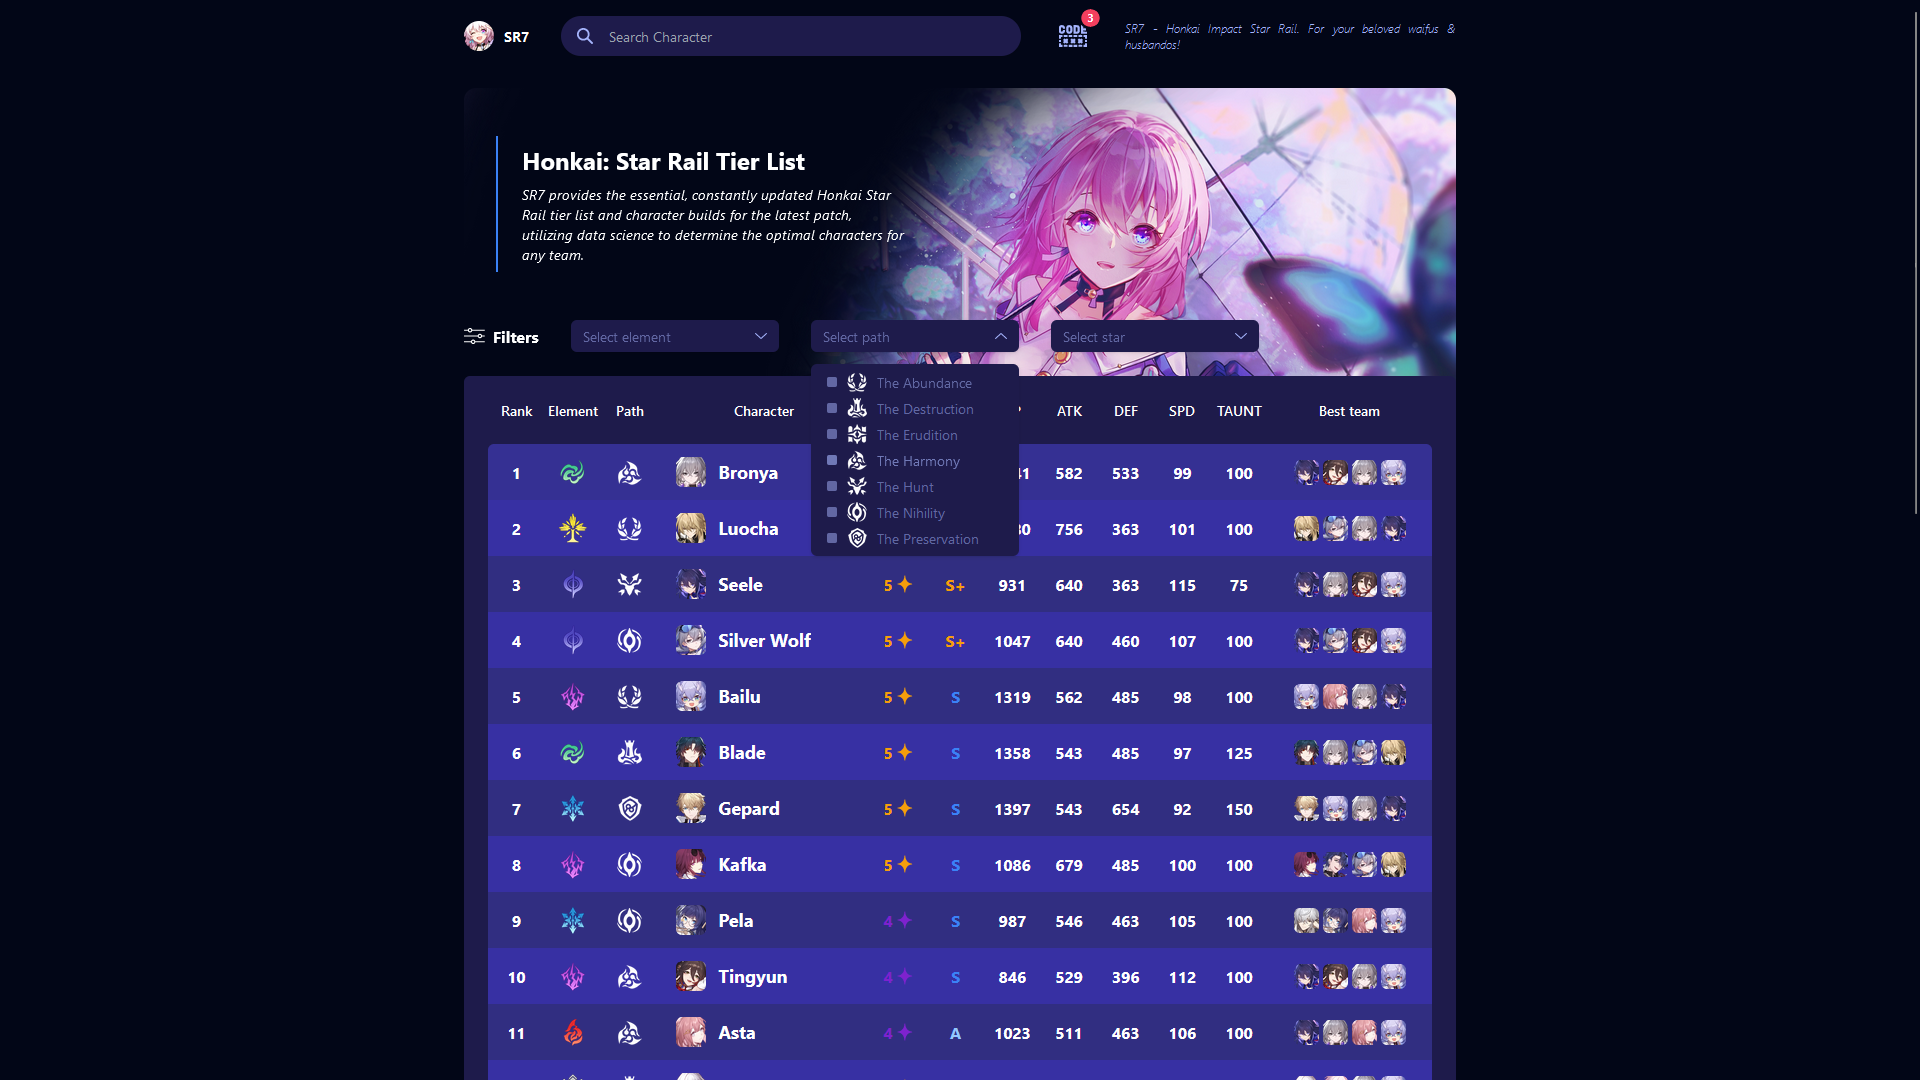 SR7
Search Character
CODE
3
SR7 - Honkai Impact Star Rail. For your beloved waifus &
husbandos!
Honkai: Star Rail Tier List
SR7 provides the essential, constantly updated Honkai Star
Rail tier list and character builds for the latest patch,
utilizing data science to determine the optimal characters for
any team.
Filters
Select element
Select path
Select star
The Abundance
The Destruction
The Erudition
The Harmony
The Hunt
The Nihility
The Preservation
Rank Element Path Character ATK DEF SPD TAUNT Best team
1 Bronya 582 533 99 100
2 Luocha 756 363 101 100
3 Seele 5 S+ 931 640 363 115 75
4 Silver Wolf 5 S+ 1047 640 460 107 100
5 Bailu 5 S 1319 562 485 98 100
6 Blade 5 S 1358 543 485 97 125
7 Gepard 5 S 1397 543 654 92 150
8 Kafka 5 S 1086 679 485 100 100
9 Pela 4 S 987 546 463 105 100
10 Tingyun 4 S 846 529 396 112 100
11 Asta 4 A 1023 511 463 106 100